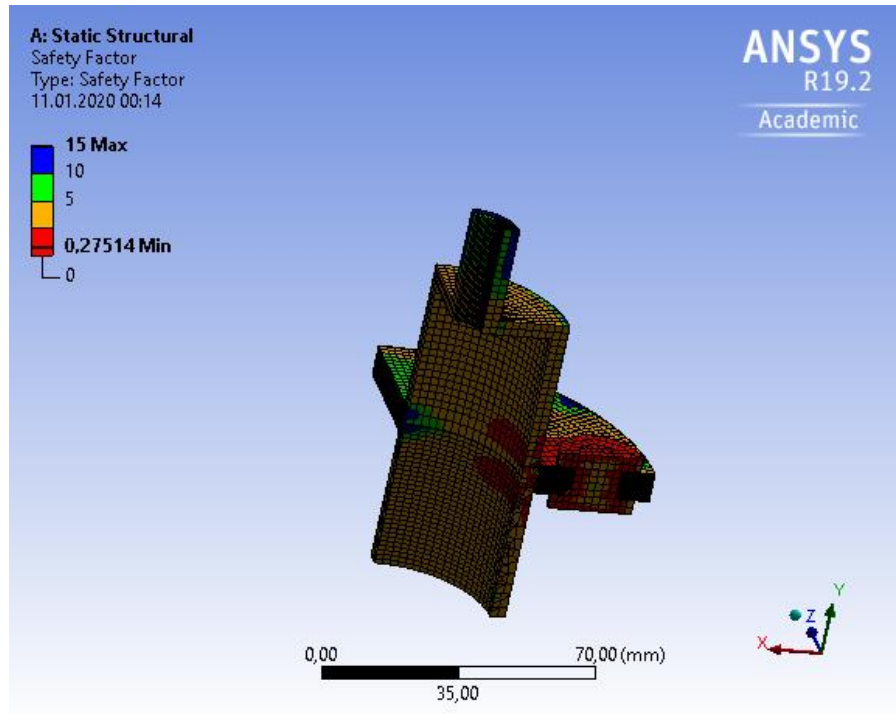 A: Static Structural
Safety Factor
Type: Safety Factor
11.01.2020 00:14
15 Max
10
5
0,27514 Min
0
ANSYS
R19.2
Academic
0,00
70,00 (mm)
35,00
Y
Z
X